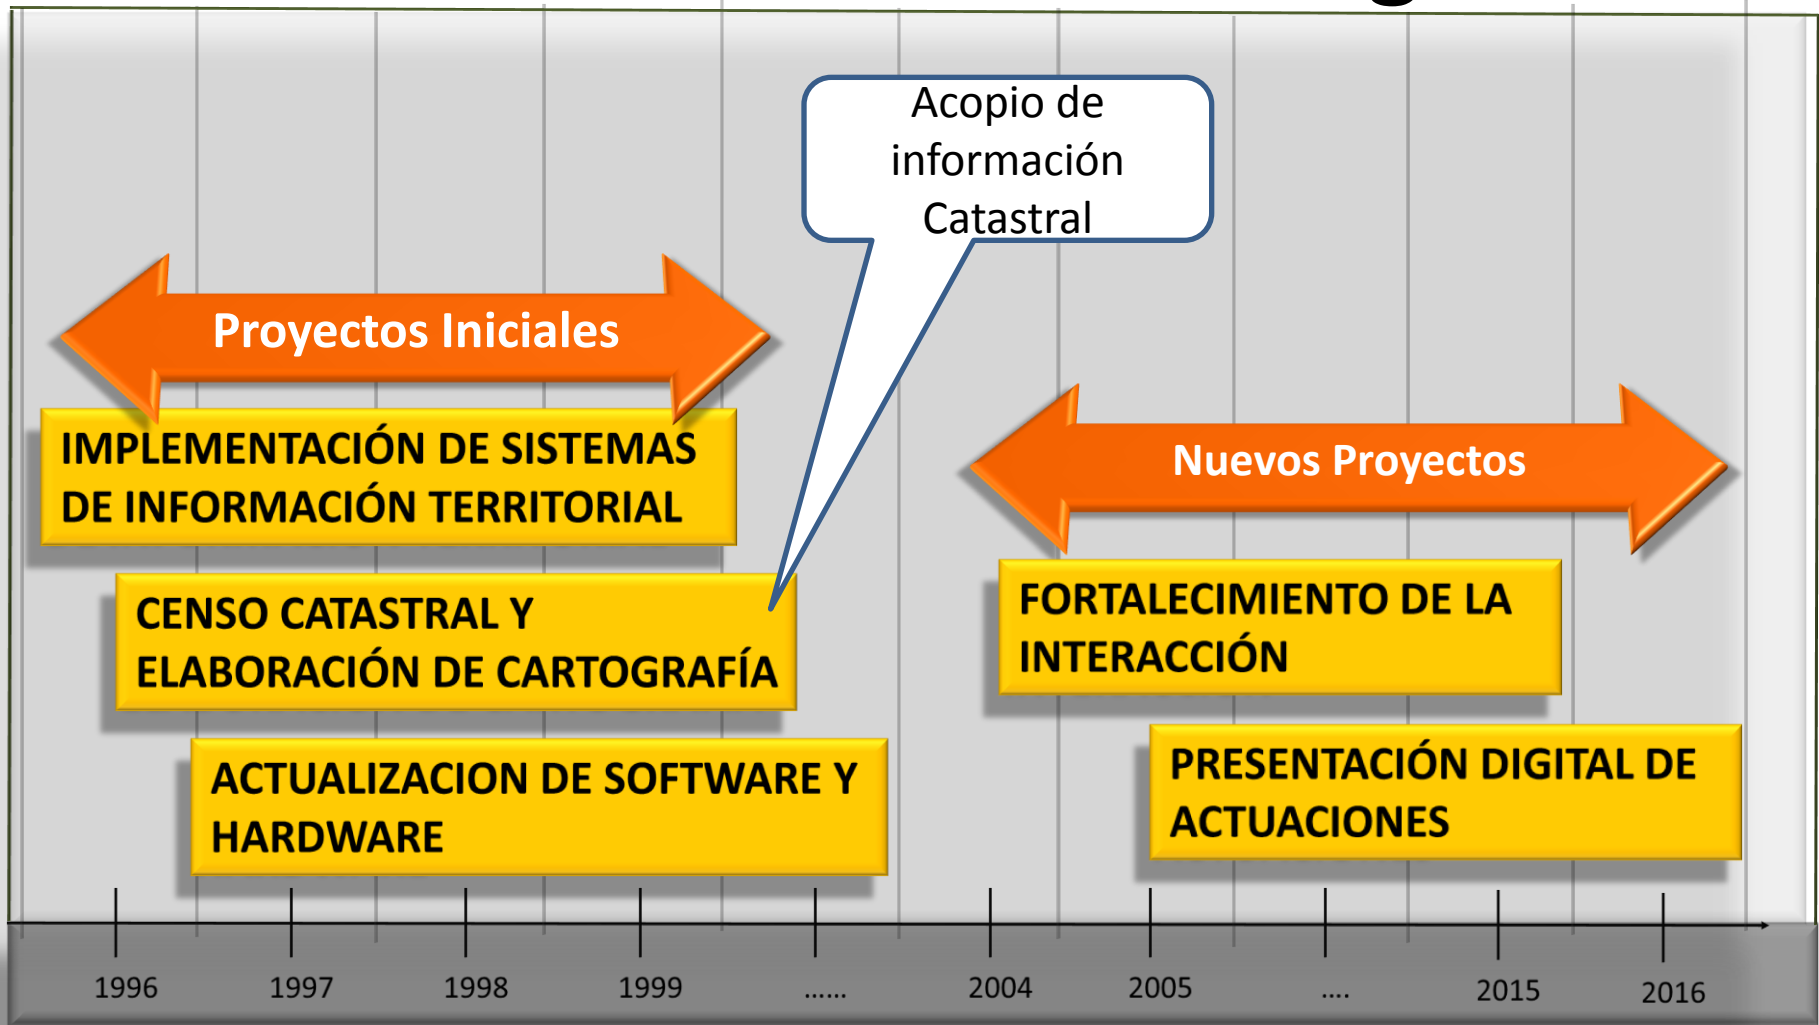 Acopio de
información
Catastral
Proyectos Iniciales
IMPLEMENTACIÓN DE SISTEMAS
DE INFORMACIÓN TERRITORIAL
CENSO CATASTRAL Y
ELABORACIÓN DE CARTOGRAFÍA
ACTUALIZACION DE SOFTWARE Y
HARDWARE
Nuevos Proyectos
FORTALECIMIENTO DE LA
INTERACCIÓN
PRESENTACIÓN DIGITAL DE
ACTUACIONES
1996 1997 1998 1999 ...... 2004 2005 .... 2015 2016